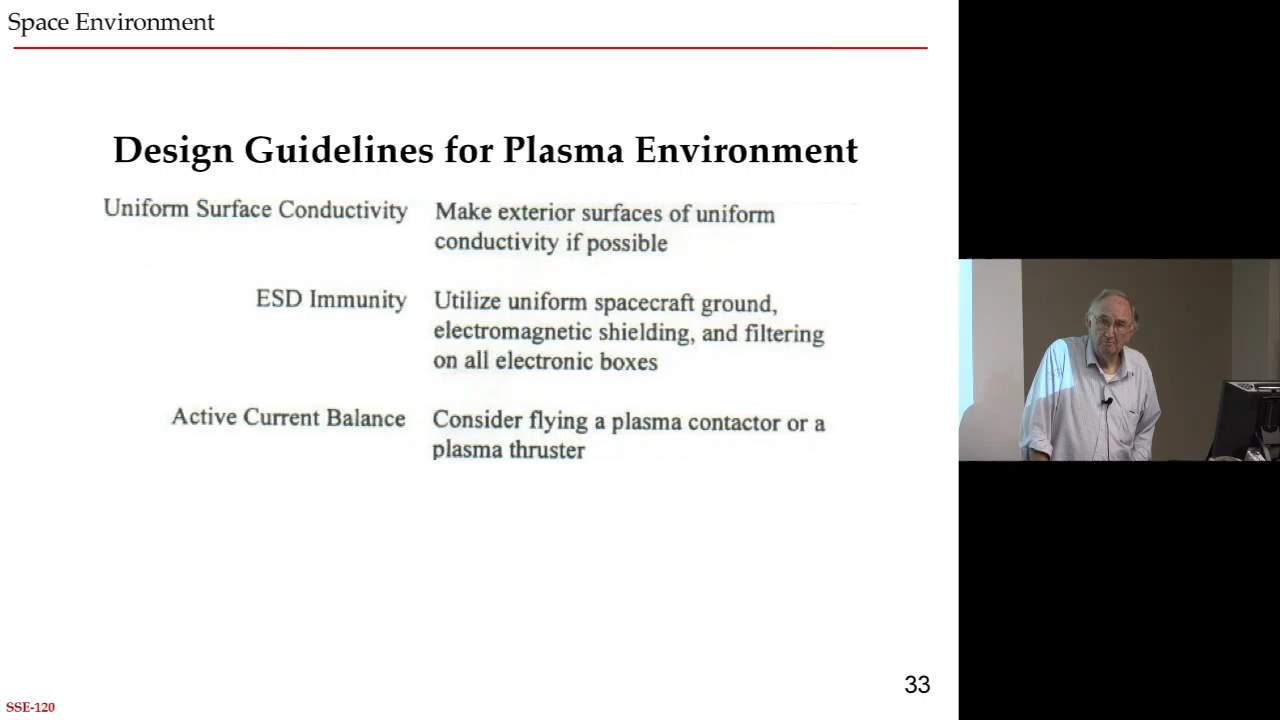 Space Environment
Design Guidelines for Plasma Environment
Uniform Surface Conductivity
Make exterior surfaces of uniform
conductivity if possible
ESD Immunity
Utilize uniform spacecraft ground,
electromagnetic shielding, and filtering
on all electronic boxes
Active Current Balance
Consider flying a plasma contactor or a
plasma thruster
33
SSE-120